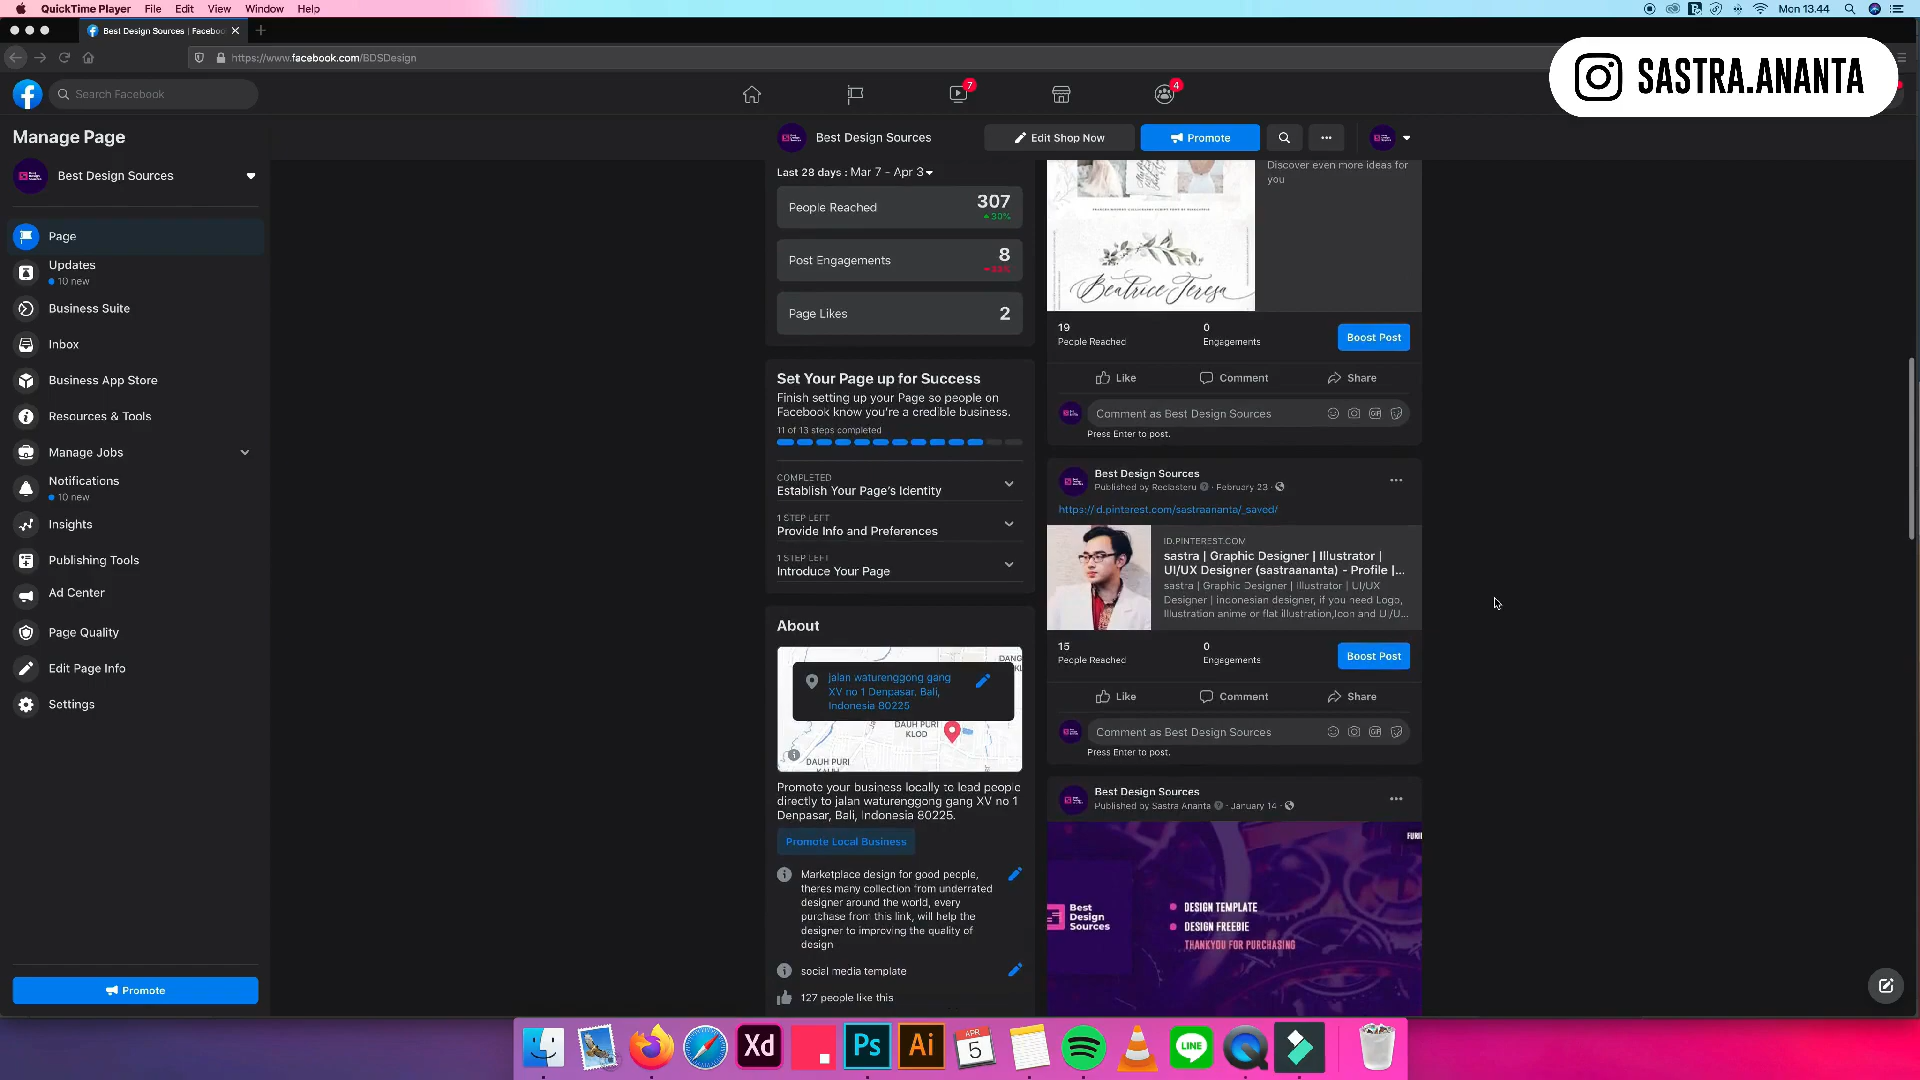 QuickTime Player File Edit View Window Help
Mon 13.44
Best Design Sources | Facebo
https://www.facebook.com/BDSDesign
SASTRA.ANANTA
Search Facebook
7
4
Manage Page
Best Design Sources
Page
Updates
10 new
Business Suite
Inbox
Business App Store
Resources & Tools
Manage Jobs
Notifications
10 new
Insights
Publishing Tools
Ad Center
Page Quality
Edit Page Info
Settings
Promote
Best Design Sources
Edit Shop Now
Promote
Last 28 days : Mar 7 - Apr 3
People Reached
307
30%
Post Engagements
8
Page Likes
2
Set Your Page up for Success
Finish setting up your Page so people on
Facebook know you're a credible business.
11 of 13 steps completed
COMPLETED
Establish Your Page's Identity
1 STEP LEFT
Provide Info and Preferences
1 STEP LEFT
Introduce Your Page
About
DANG
jalan waturenggong gang
XV no 1 Denpasar, Bali,
Indonesia 80225
DAUH PURI
KLOD
DAUH PURI
Promote your business locally to lead people
directly to jalan waturenggong gang XV no 1
Denpasar, Bali, Indonesia 80225.
Promote Local Business
Marketplace design for good people,
theres many collection from underrated
designer around the world, every
purchase from this link, will help the
designer to improving the quality of
design
social media template
127 people like this
Discover even more ideas for
you
Beatrice Teresa
19
People Reached
0
Engagements
Boost Post
Like
Comment
Share
Comment as Best Design Sources
Press Enter to post.
Best Design Sources
Published by Reclasteru · February 23 ·
https://id.pinterest.com/sastraananta/_saved/
ID.PINTEREST.COM
sastra | Graphic Designer | Illustrator |
UI/UX Designer (sastraananta) - Profile |...
sastra | Graphic Designer | Illustrator | UI/UX
Designer | indonesian designer, if you need Logo,
Illustration anime or flat illustration,Icon and UI/U...
15
People Reached
0
Engagements
Boost Post
Like
Comment
Share
Comment as Best Design Sources
Press Enter to post.
Best Design Sources
Published by Sastra Ananta · January 14 ·
Best
Design
Sources
DESIGN TEMPLATE
DESIGN FREEBIE
THANKYOU FOR PURCHASING
Xd
Ps
Ai
APR
5
LINE